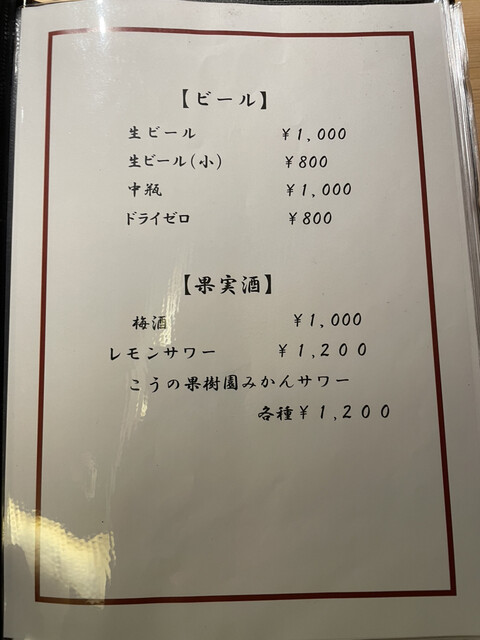 【ビール】
生ビール ￥1,000
生ビール(小) ￥800
中瓶 ￥1,000
ドライゼロ ￥800
【果実酒】
梅酒 ￥1,000
レモンサワー ￥1,200
こうの果樹園みかんサワー
各種￥1,200